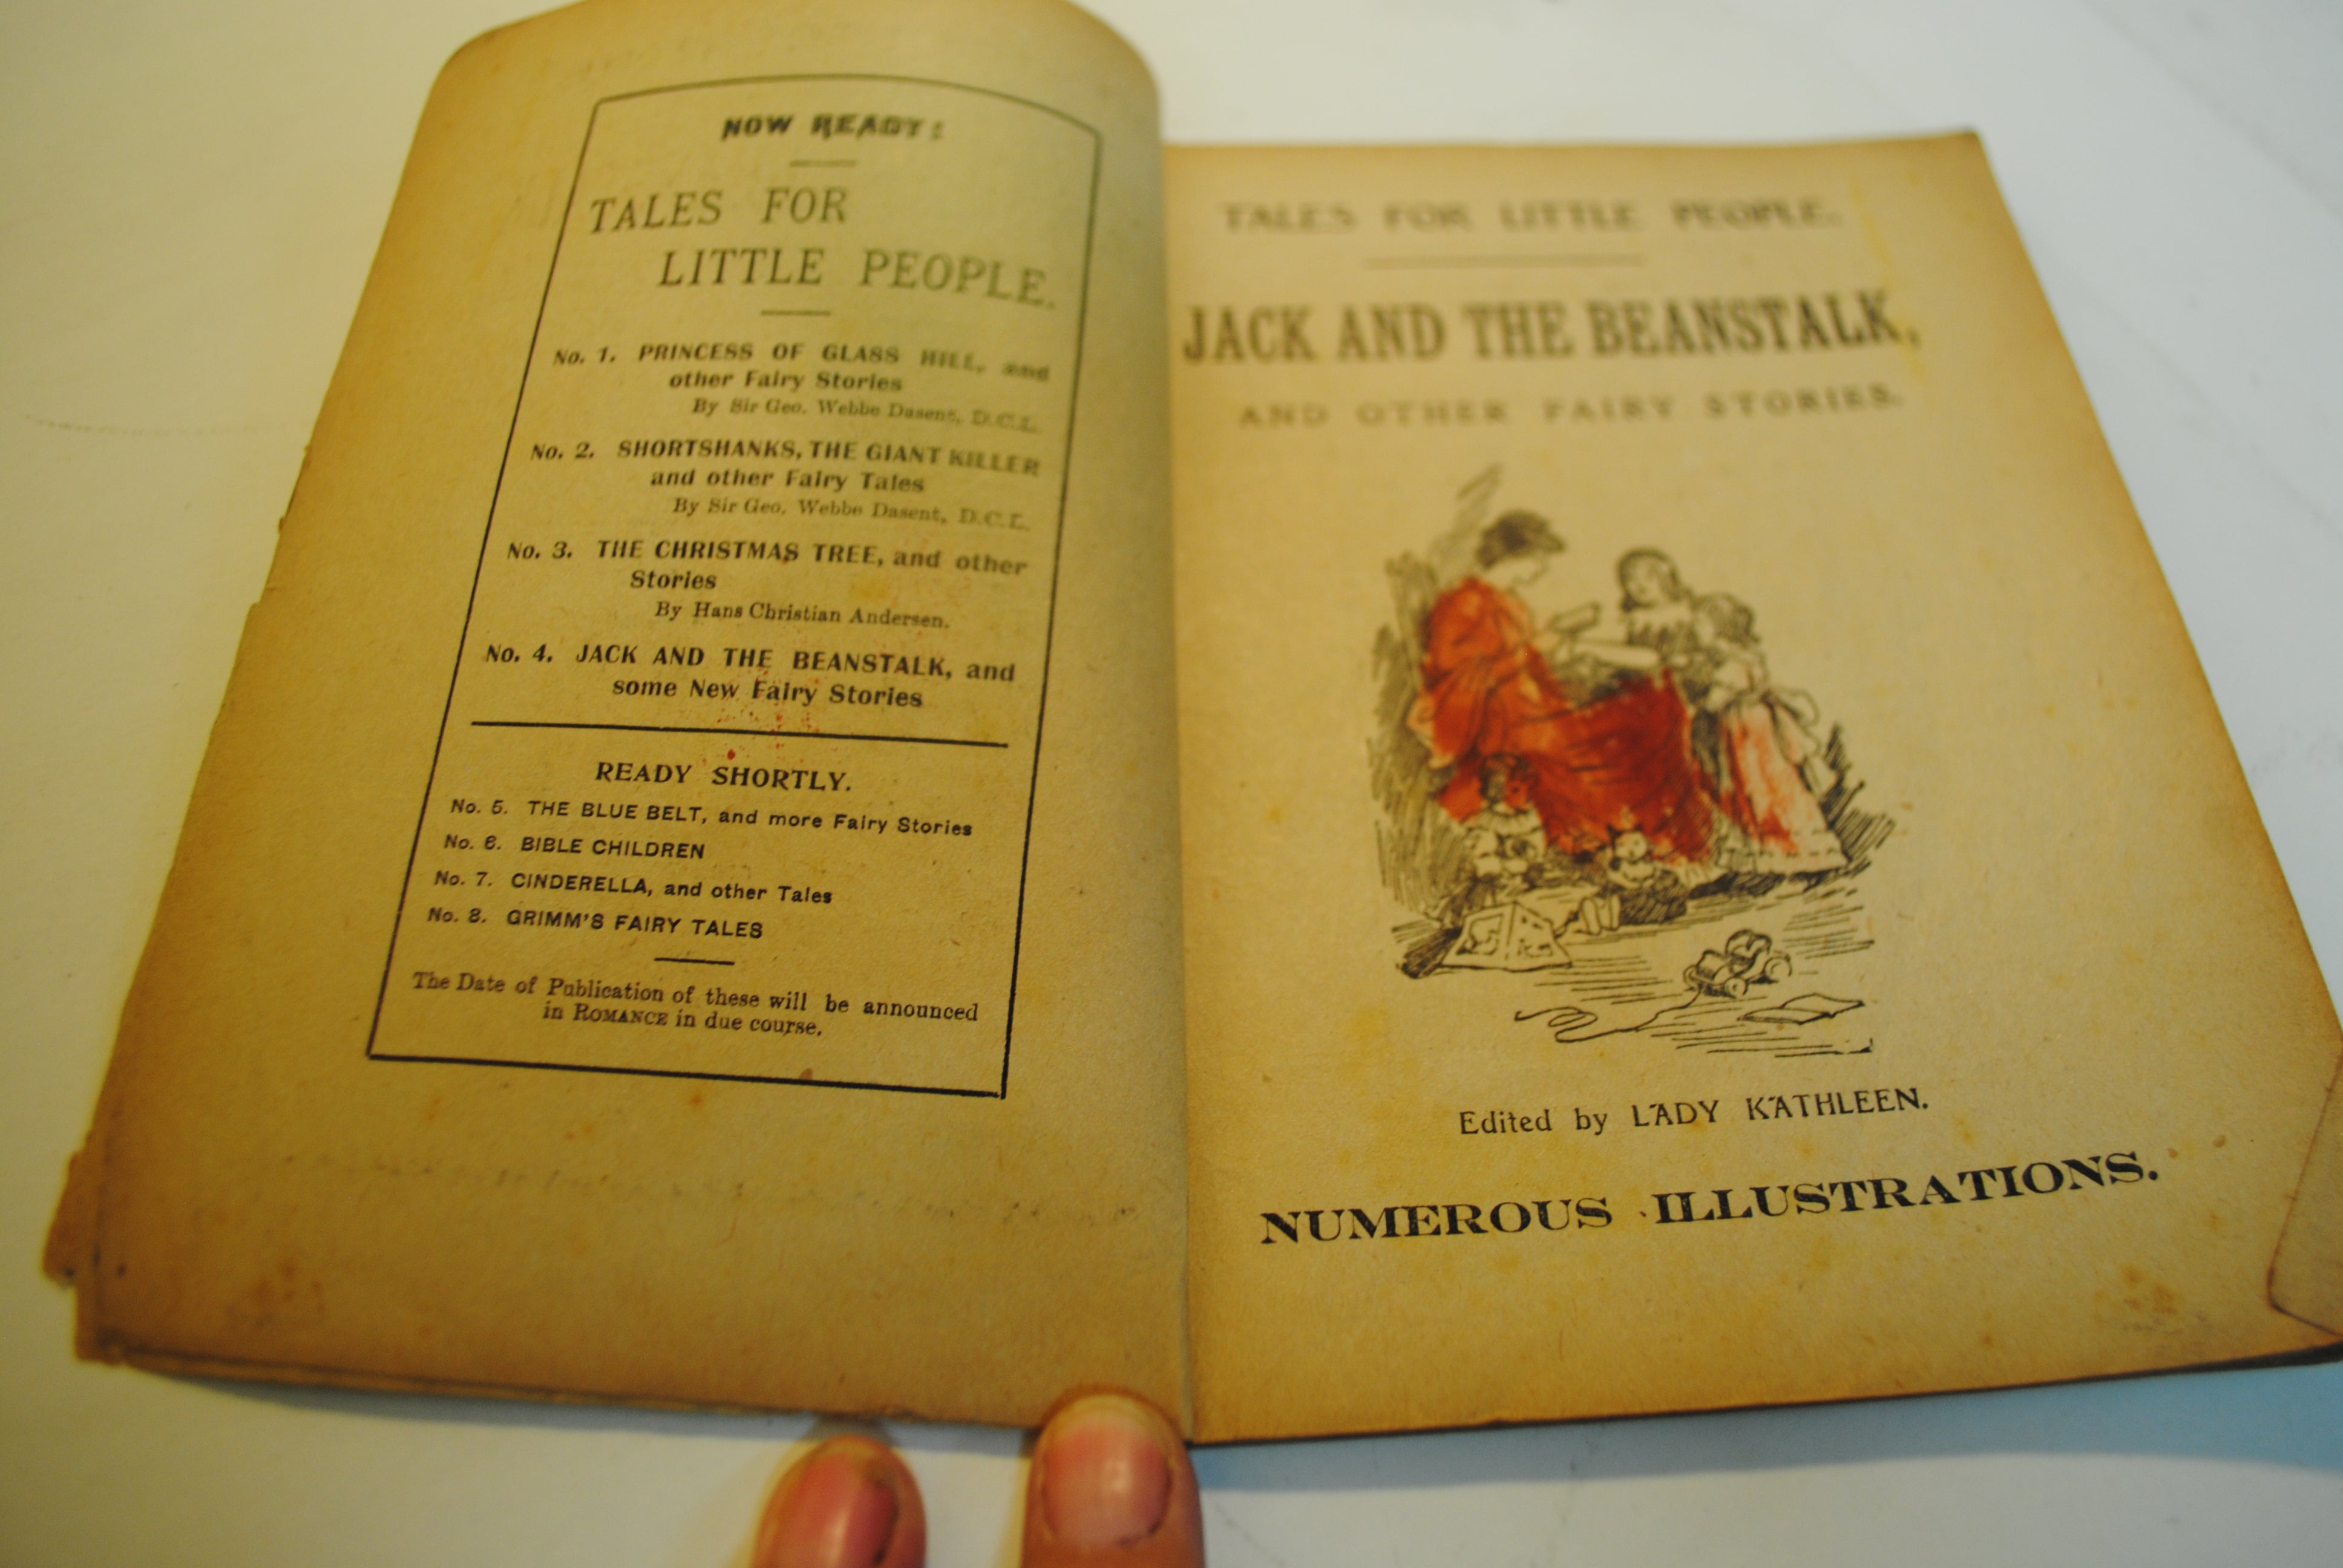 NOW READY:
TALES FOR
LITTLE PEOPLE.
No. 1. PRINCESS OF GLASS HILL, and
other Fairy Stories
By Sir Geo. Webbe Dasent, D.C.L.
No. 2. SHORTSHANKS, THE GIANT KILLER
and other Fairy Tales
By Sir Geo. Webbe Dasent, D.C.L.
No. 3. THE CHRISTMAS TREE, and other
Stories
By Hans Christian Andersen.
No. 4. JACK AND THE BEANSTALK, and
some New Fairy Stories
READY SHORTLY.
No. 5. THE BLUE BELT, and more Fairy Stories
No. 6. BIBLE CHILDREN
No. 7. CINDERELLA, and other Tales
No. 8. GRIMM'S FAIRY TALES
The Date of Publication of these will be announced
in ROMANCE in due course.
TALES FOR LITTLE PEOPLE.
JACK AND THE BEANSTALK,
AND OTHER FAIRY STORIES.
Edited by LADY KATHLEEN.
NUMEROUS ILLUSTRATIONS.